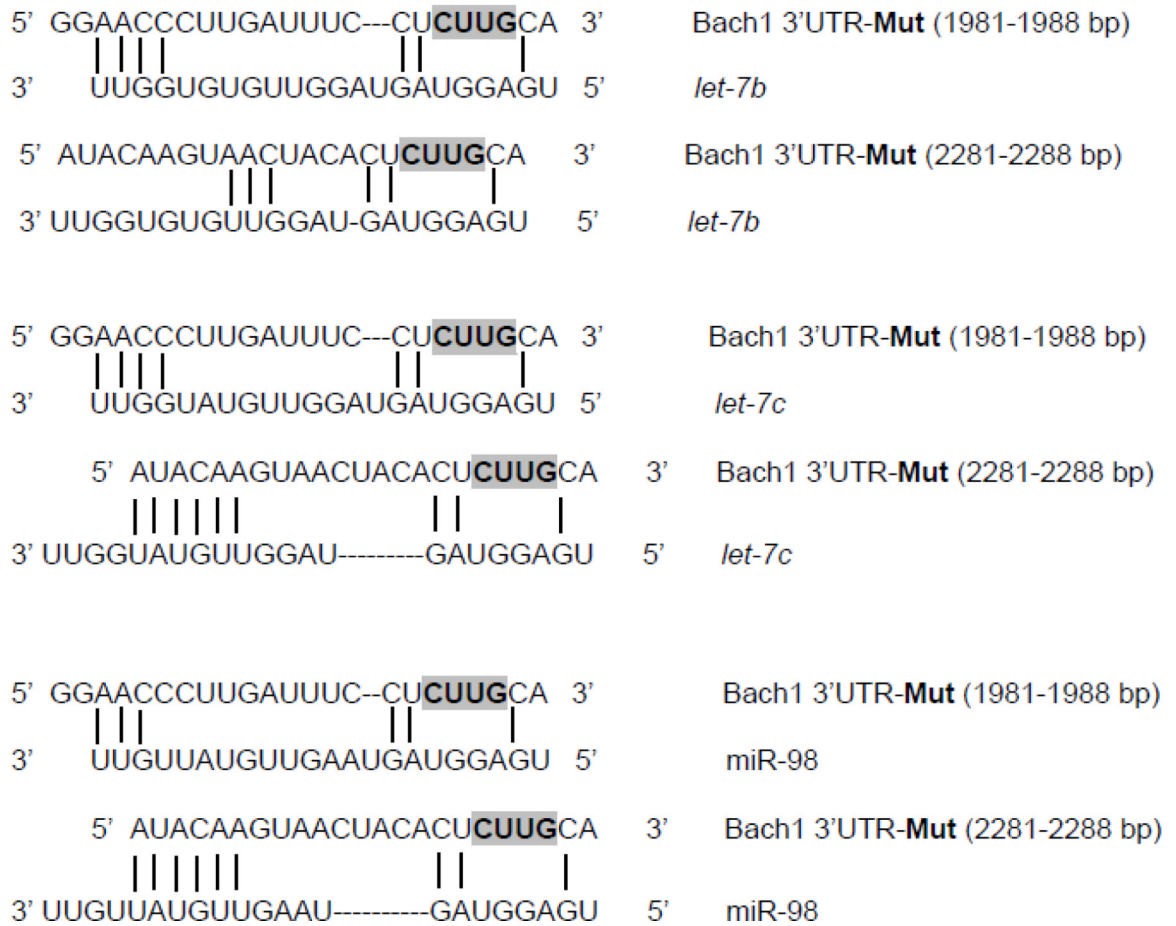 5’ GGAACCCUUGAUUUC---CUCUUGCA 3’ Bach1 3’UTR-Mut (1981-1988 bp)
3’ UUGGUGUGUUGGAUGAUGGAGU 5’ let-7b
5’ AUACAAGUAACUACACUCUUGCA 3’ Bach1 3’UTR-Mut (2281-2288 bp)
3’ UUGGUGUGUUGGAU-GAUGGAGU 5’ let-7b
5’ GGAACCCUUGAUUUC---CUCUUGCA 3’ Bach1 3’UTR-Mut (1981-1988 bp)
3’ UUGGUAUGUUGGAUGAUGGAGU 5’ let-7c
5’ AUACAAGUAACUACACUCUUGCA 3’ Bach1 3’UTR-Mut (2281-2288 bp)
3’ UUGGUAUGUUGGAU---------GAUGGAGU 5’ let-7c
5’ GGAACCCUUGAUUUC--CUCUUGCA 3’ Bach1 3’UTR-Mut (1981-1988 bp)
3’ UUGUUAUGUUGAAUGAUGGAGU 5’ miR-98
5’ AUACAAGUAACUACACUCUUGCA 3’ Bach1 3’UTR-Mut (2281-2288 bp)
3’ UUGUUAUGUUGAAU----------GAUGGAGU 5’ miR-98